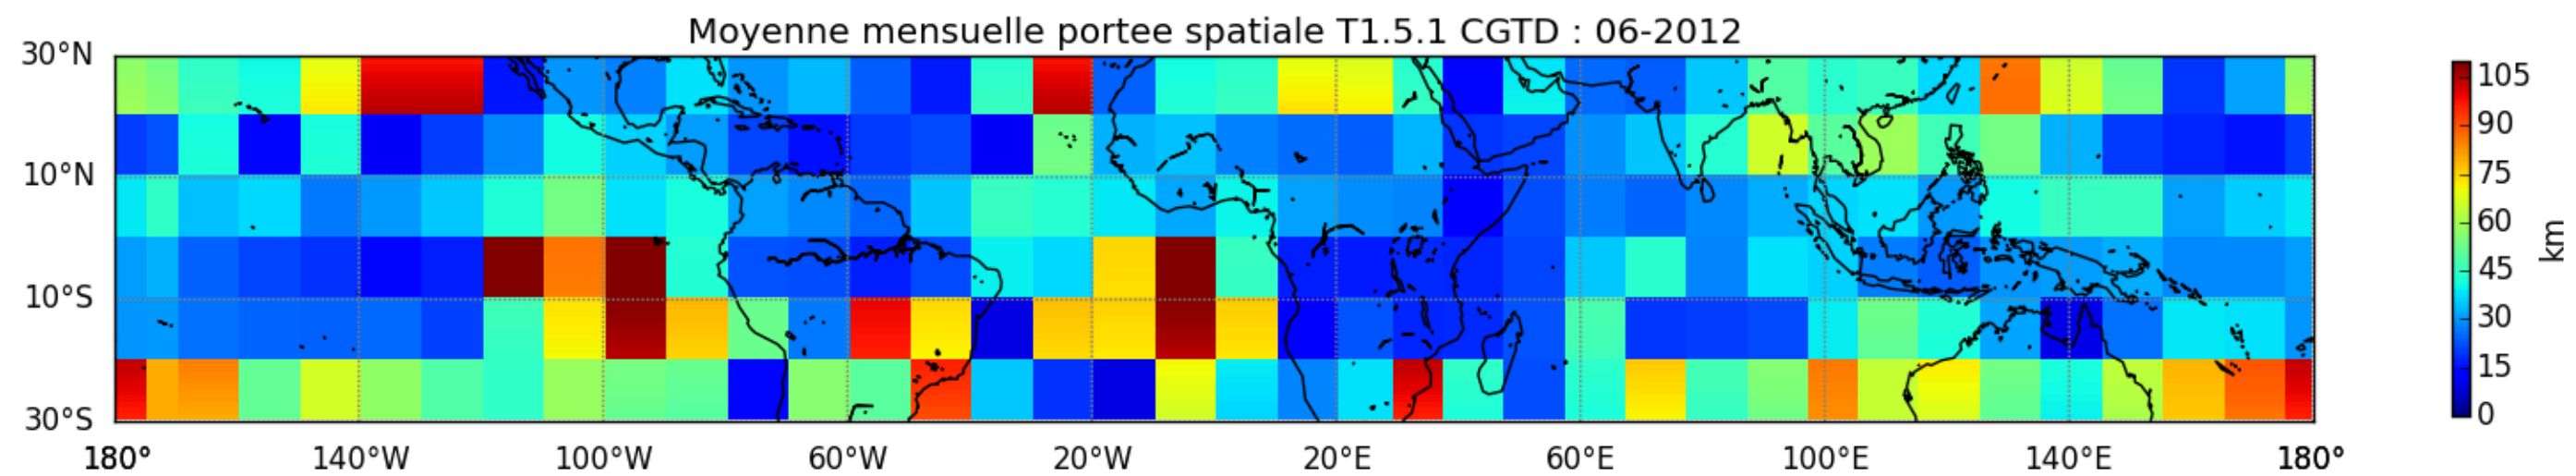 Moyenne mensuelle portee spatiale T1.5.1 CGTD : 06-2012
30°N
10°N
10°S
30°S
180° 140°W 100°W 60°W 20°W 20°E 60°E 100°E 140°E 180°
105
90
75
60
45
30
15
0
km